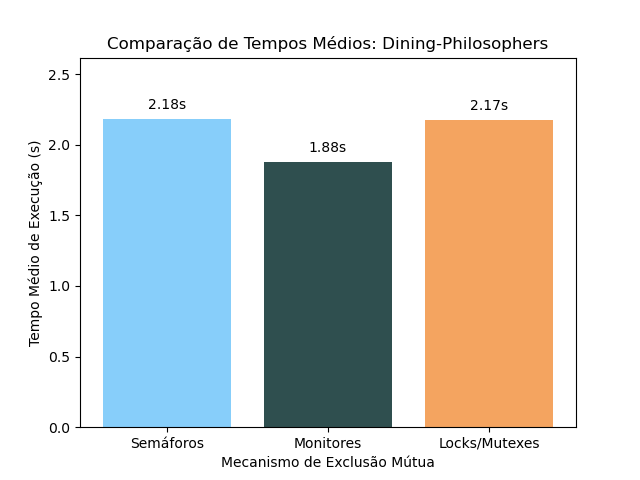 Comparação de Tempos Médios: Dining-Philosophers
Tempo Médio de Execução (s)
2.5
2.0
1.5
1.0
0.5
0.0
2.18s
1.88s
2.17s
Semáforos
Monitores
Locks/Mutexes
Mecanismo de Exclusão Mútua